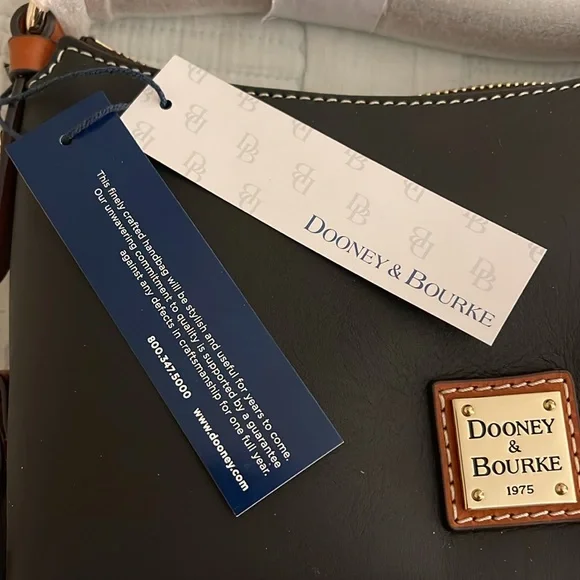 DOONEY & BOURKE
This finely crafted handbag will be stylish and useful for years to come.
Our unwavering commitment to quality is supported by a guarantee
against any defects in craftsmanship for one full year.
800.347.5000 www.dooney.com
DOONEY
&
BOURKE
1975